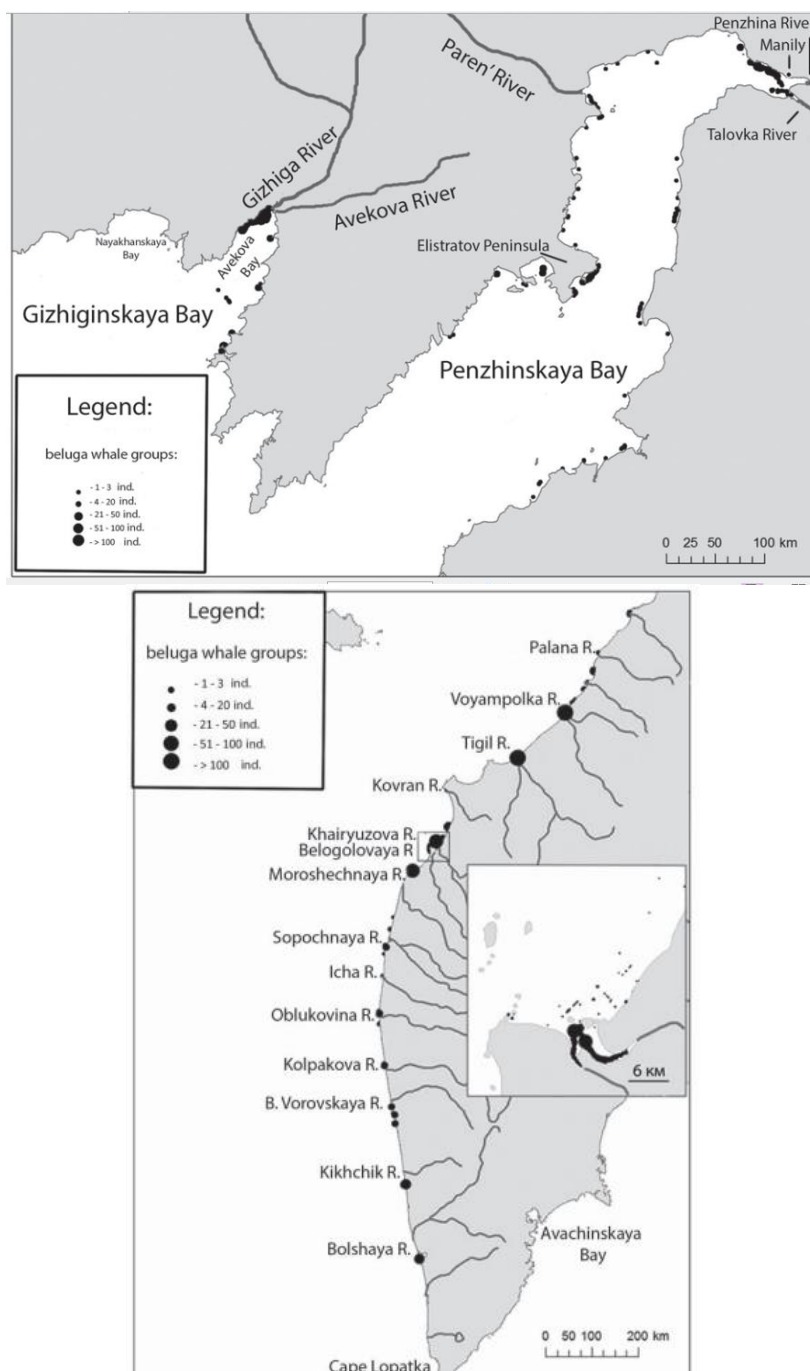 Penzhina Rive
Manily
Paren' River
Talovka River
Gizhiga River
Avekova River
Nayakhanskaya
Bay
Avekova
Bay
Elistratov Peninsula
Gizhiginskaya Bay
Penzhinskaya Bay
Legend:
beluga whale groups:
- 1 - 3 ind.
- 4 - 20 ind.
- 21 - 50 ind.
- 51 - 100 ind.
- > 100 ind.
0 25 50 100 km
Legend:
beluga whale groups:
- 1 - 3 ind.
- 4 - 20 ind.
- 21 - 50 ind.
- 51 - 100 ind.
- > 100 ind.
Palana R.
Voyampolka R.
Tigil R.
Kovran R.
Khairyuzova R.
Belogolovaya R
Moroshechnaya R.
Sopochnaya R.
Icha R.
Oblukovina R.
Kolpakova R.
6 км
B. Vorovskaya R.
Kikhchik R.
Avachinskaya
Bay
Bolshaya R.
0 50 100 200 km
Cape Lopatka